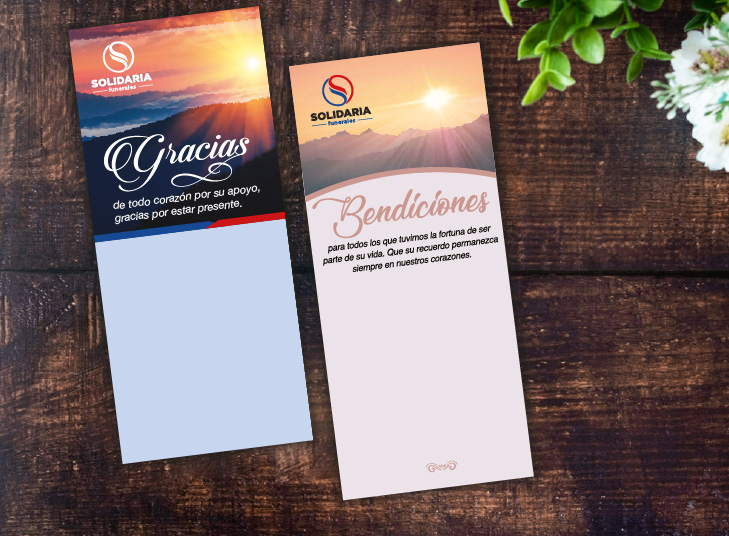 SOLIDARIA
funerales
Gracias
de todo corazón por su apoyo,
gracias por estar presente.
SOLIDARIA
funerales
Bendiciones
para todos los que tuvimos la fortuna de ser
parte de su vida. Que su recuerdo permanezca
siempre en nuestros corazones.